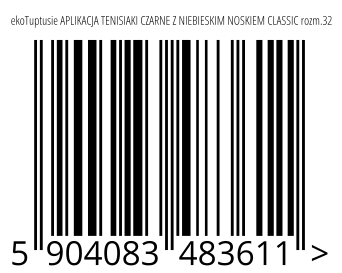 ekoTuptusie APLIKACJA TENISIAKI CZARNE Z NIEBIESKIM NOSKIEM CLASSIC rozm.32
5 904083 483611 >